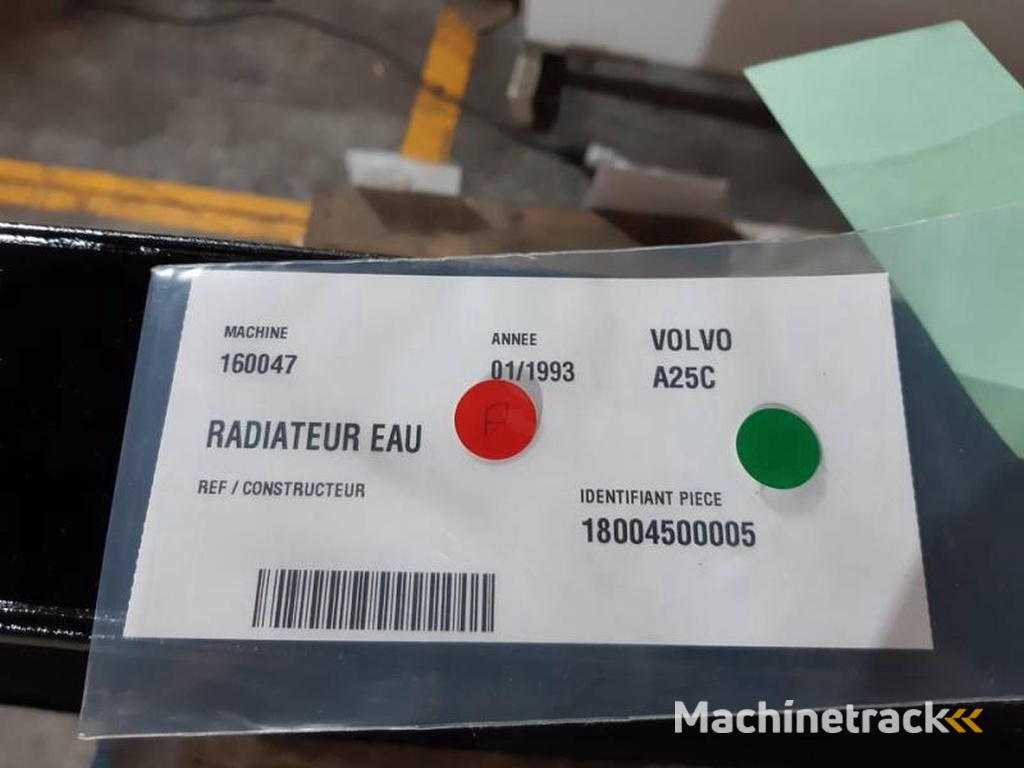 MACHINE
160047
ANNEE
01/1993
VOLVO
A25C
RADIATEUR EAU
P
REF / CONSTRUCTEUR
IDENTIFIANT PIECE
18004500005
Machinetrack